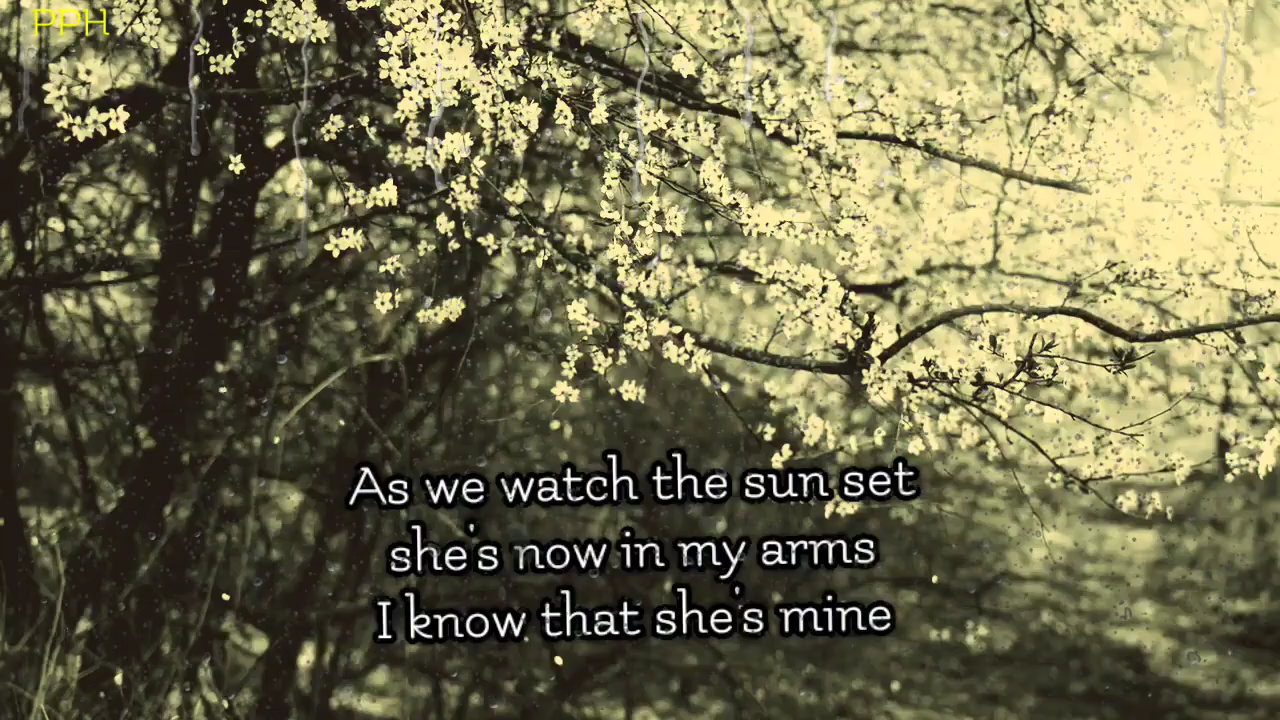 PPH
As we watch the sun set
she's now in my arms
I know that she's mine